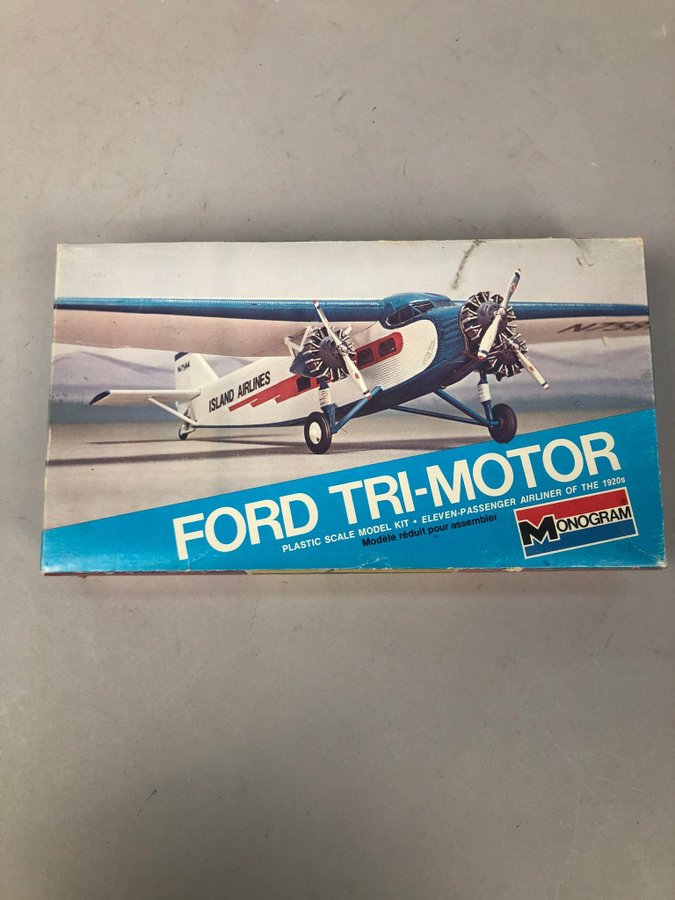 N7584
ISLAND AIRLINES
FORD TRI-MOTOR
PLASTIC SCALE MODEL KIT • ELEVEN-PASSENGER AIRLINER OF THE 1920s
Modèle réduit pour assembler
MONOGRAM